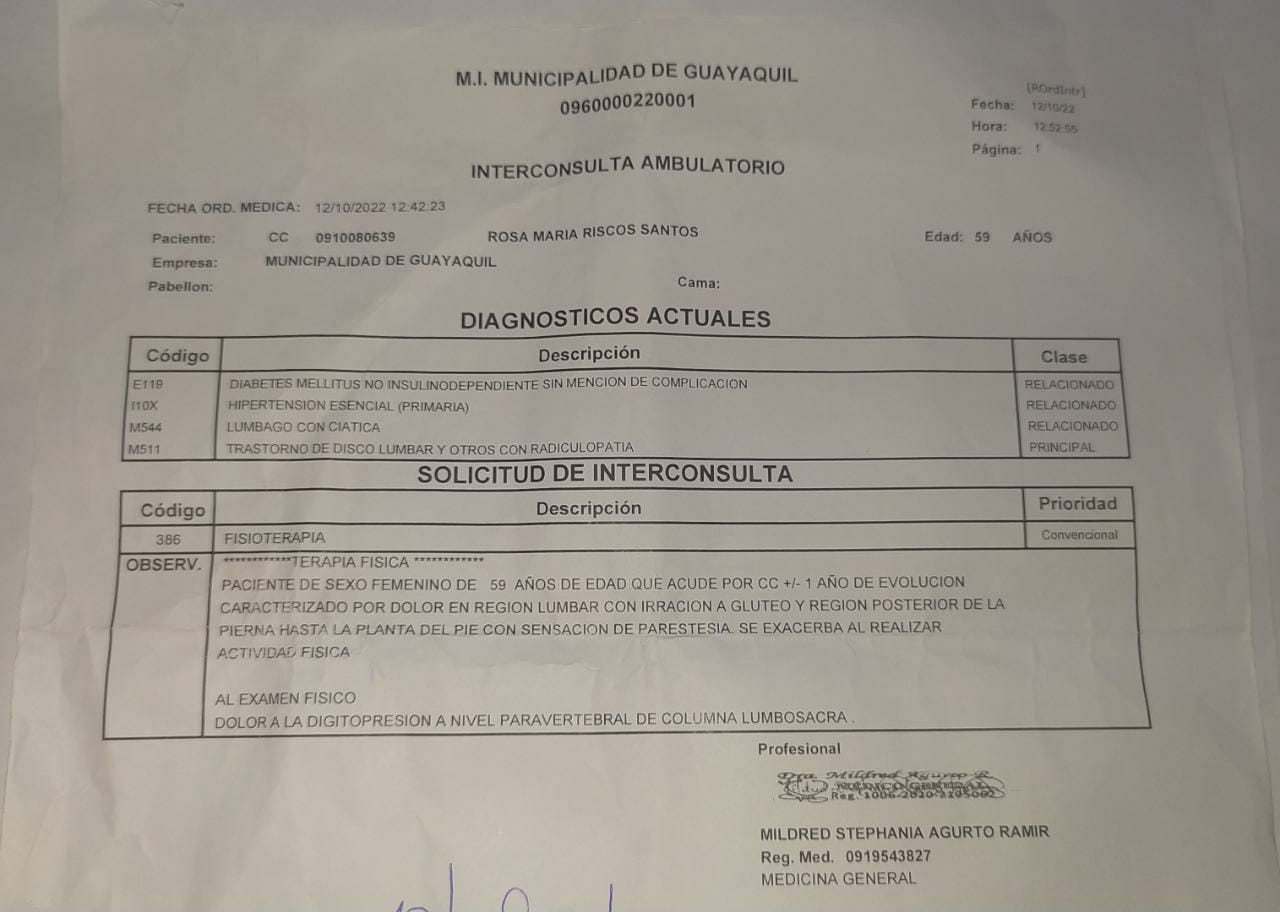 M.I. MUNICIPALIDAD DE GUAYAQUIL
0960000220001
[ROrdIntr]
Fecha: 12/10/22
Hora: 12:52:55
Página: 1
INTERCONSULTA AMBULATORIO
FECHA ORD. MEDICA: 12/10/2022 12:42:23
Paciente: CC 0910080639 ROSA MARIA RISCOS SANTOS Edad: 59 AÑOS
Empresa: MUNICIPALIDAD DE GUAYAQUIL
Pabellon: Cama:
DIAGNOSTICOS ACTUALES
Código Descripción Clase
E119 DIABETES MELLITUS NO INSULINODEPENDIENTE SIN MENCION DE COMPLICACION RELACIONADO
I10X HIPERTENSION ESENCIAL (PRIMARIA) RELACIONADO
M544 LUMBAGO CON CIATICA RELACIONADO
M511 TRASTORNO DE DISCO LUMBAR Y OTROS CON RADICULOPATIA PRINCIPAL
SOLICITUD DE INTERCONSULTA
Código Descripción Prioridad
386 FISIOTERAPIA Convencional
OBSERV. ************TERAPIA FISICA ************
PACIENTE DE SEXO FEMENINO DE 59 AÑOS DE EDAD QUE ACUDE POR CC +/- 1 AÑO DE EVOLUCION
CARACTERIZADO POR DOLOR EN REGION LUMBAR CON IRRACION A GLUTEO Y REGION POSTERIOR DE LA
PIERNA HASTA LA PLANTA DEL PIE CON SENSACION DE PARESTESIA. SE EXACERBA AL REALIZAR
ACTIVIDAD FISICA
AL EXAMEN FISICO
DOLOR A LA DIGITOPRESION A NIVEL PARAVERTEBRAL DE COLUMNA LUMBOSACRA .
Profesional
Dra. Mildred Agurto R
MEDICO GENERAL
Reg.
MILDRED STEPHANIA AGURTO RAMIR
Reg. Med. 0919543827
MEDICINA GENERAL